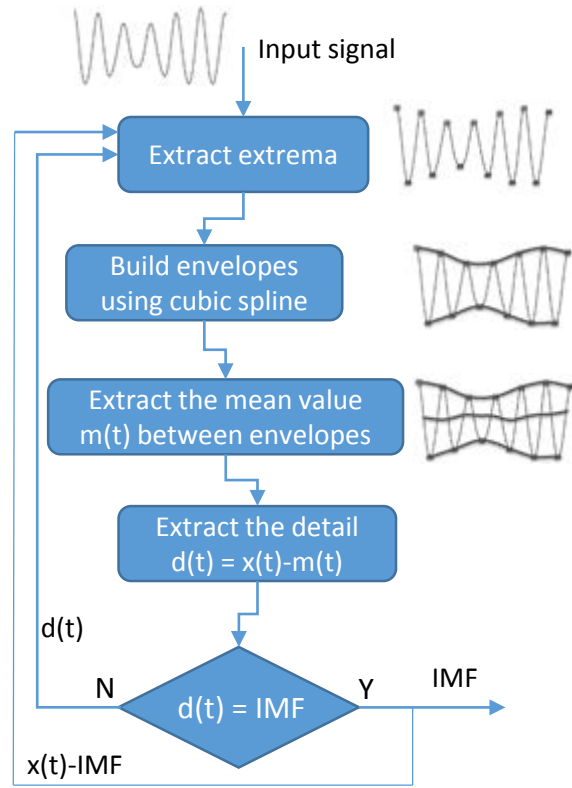 Input signal
Extract extrema
Build envelopes
using cubic spline
Extract the mean value
m(t) between envelopes
Extract the detail
d(t) = x(t)-m(t)
d(t)
N
d(t) = IMF
Y
IMF
x(t)-IMF